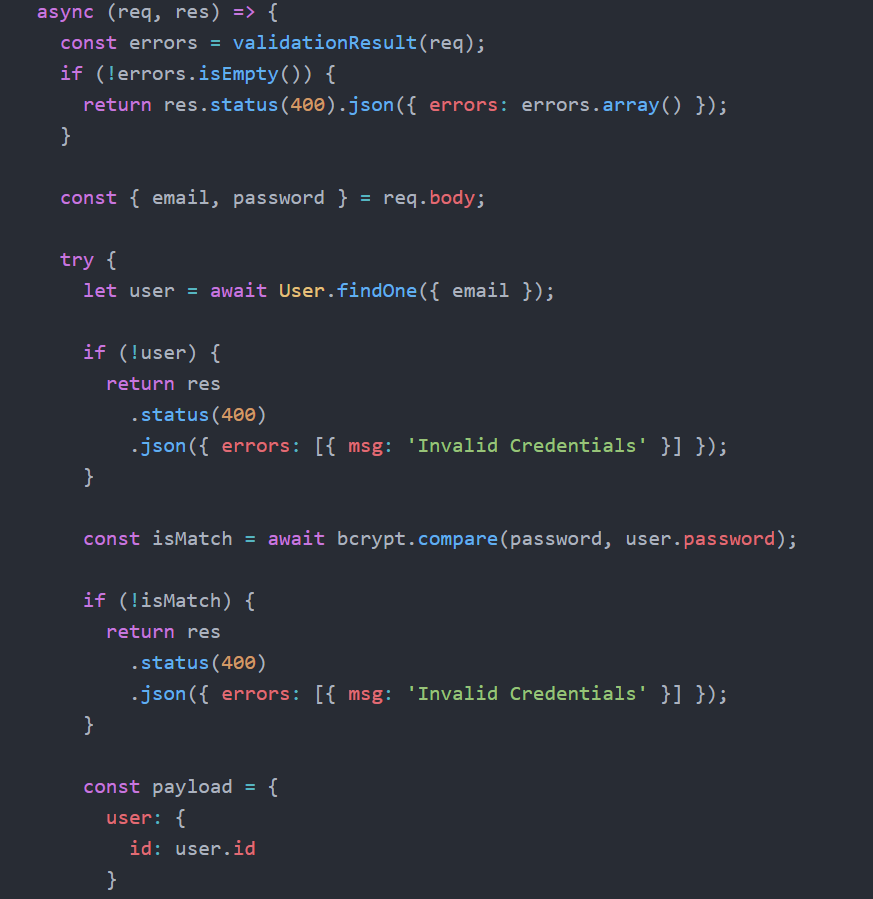 async (req, res) => {
  const errors = validationResult(req);
  if (!errors.isEmpty()) {
    return res.status(400).json({ errors: errors.array() });
  }

  const { email, password } = req.body;

  try {
    let user = await User.findOne({ email });

    if (!user) {
      return res
        .status(400)
        .json({ errors: [{ msg: 'Invalid Credentials' }] });
    }

    const isMatch = await bcrypt.compare(password, user.password);

    if (!isMatch) {
      return res
        .status(400)
        .json({ errors: [{ msg: 'Invalid Credentials' }] });
    }

    const payload = {
      user: {
        id: user.id
      }